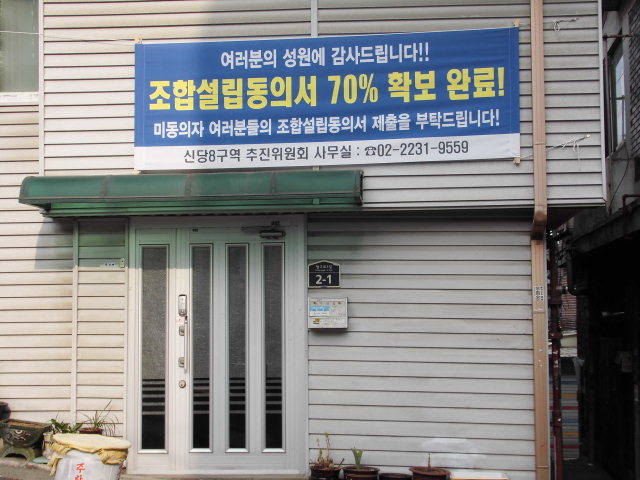 여러분의 성원에 감사드립니다!!
조합설립동의서 70% 확보 완료!
미동의자 여러분들의 조합설립동의서 제출을 부탁드립니다!
신당8구역 추진위원회 사무실 : ☎02-2231-9559
2-1